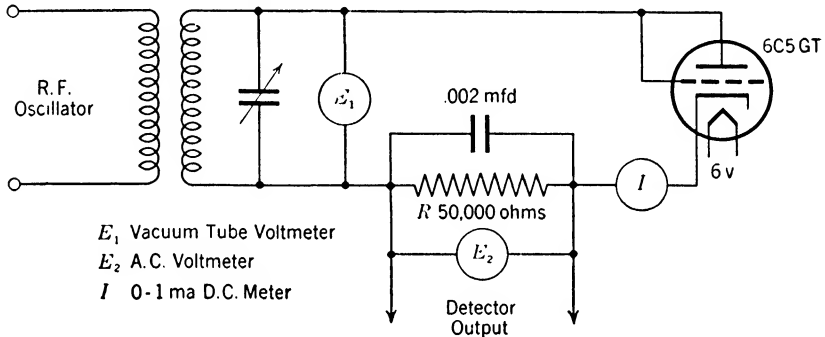 R.F.
Oscillator
E₁
.002 mfd
R 50,000 ohms
E₂
I
6C5 GT
6 v
E₁ Vacuum Tube Voltmeter
E₂ A.C. Voltmeter
I 0-1 ma D.C. Meter
Detector
Output